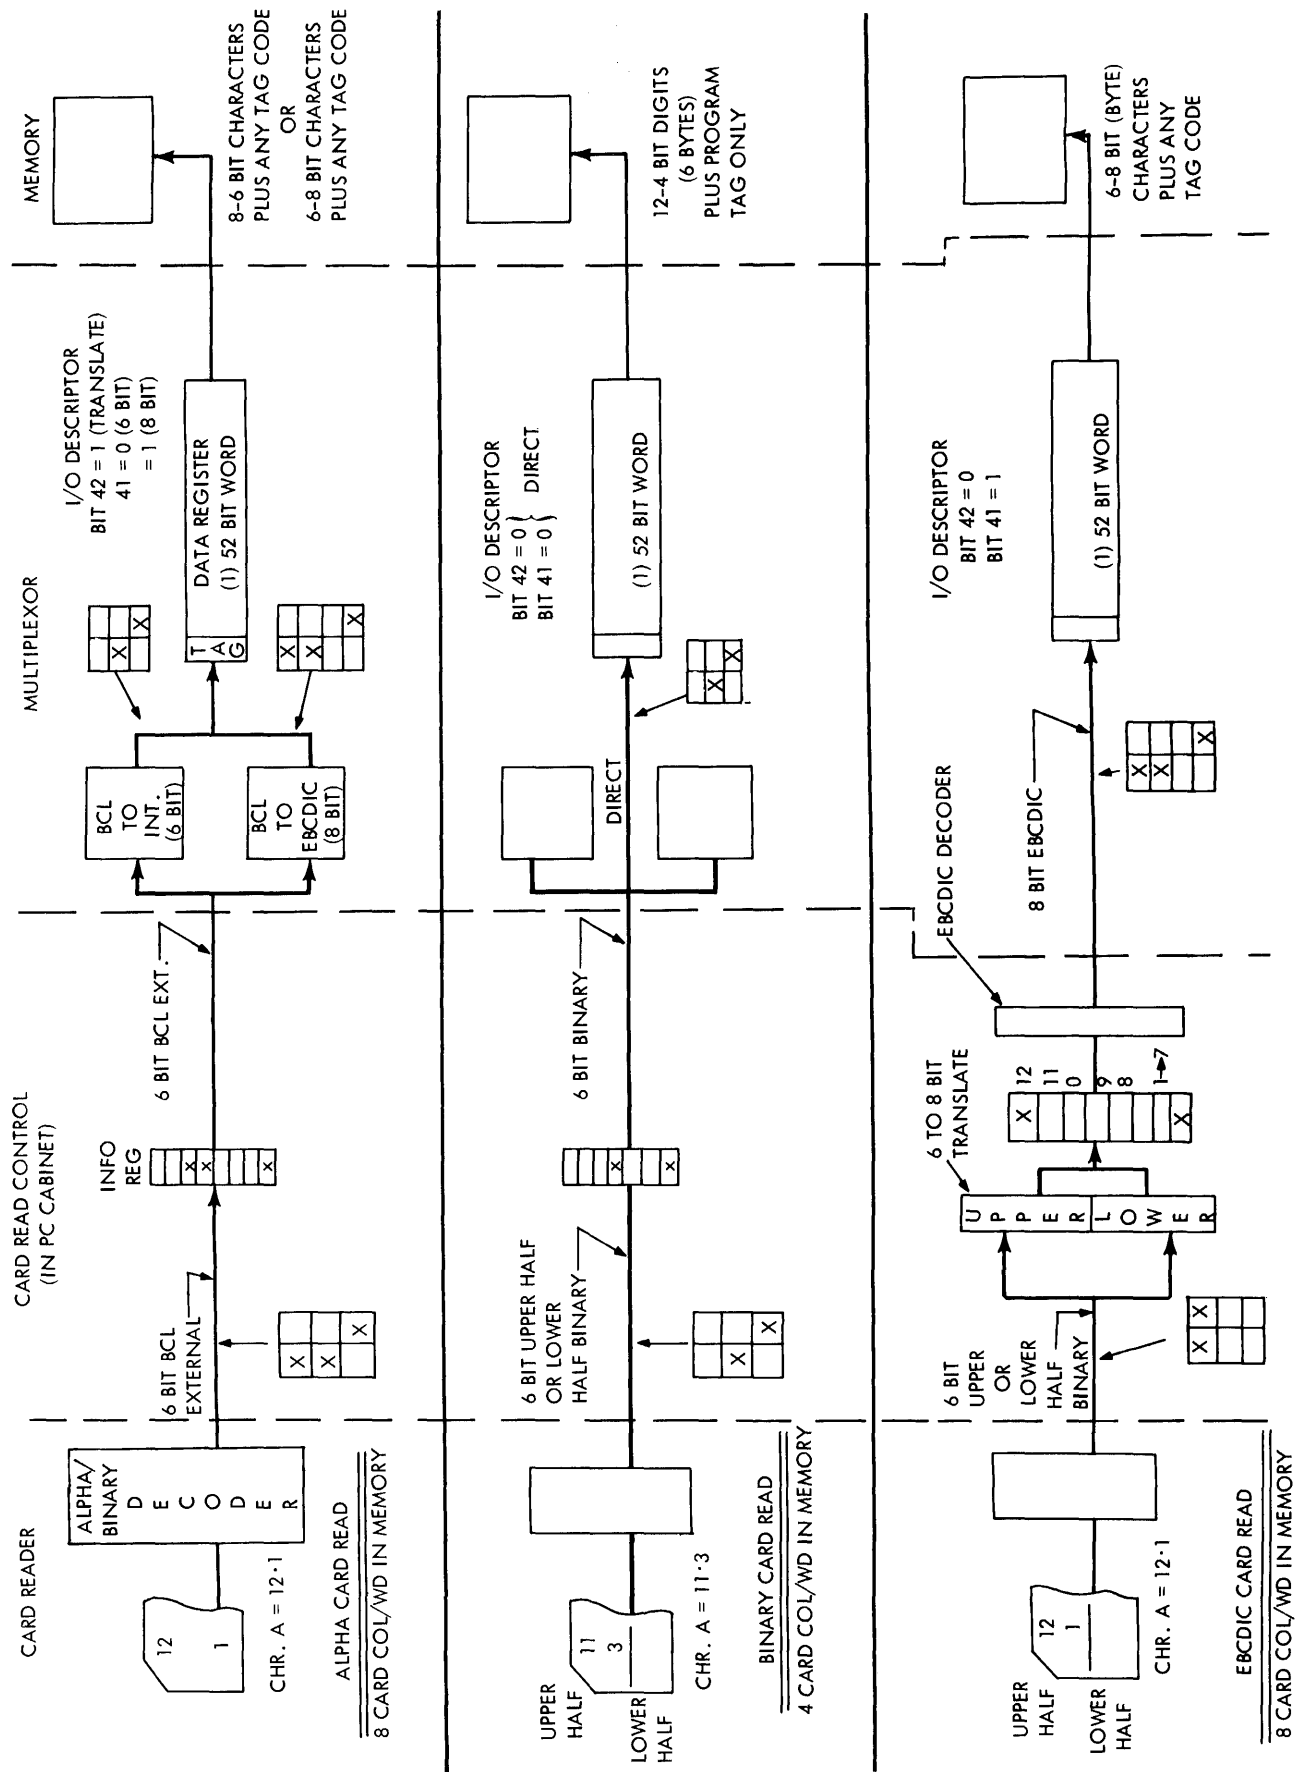 CARD READER
CARD READ CONTROL
(IN PC CABINET)
MULTIPLEXOR
MEMORY
ALPHA/
BINARY
DECODER
12
1
CHR. A = 12·1
ALPHA CARD READ
8 CARD COL/WD IN MEMORY
6 BIT BCL
EXTERNAL
X
X
X
INFO
REG
X
X
X
6 BIT BCL EXT.
BCL
TO
INT.
(6 BIT)
BCL
TO
EBCDIC
(8 BIT)
X
X
X
X
X
I/O DESCRIPTOR
BIT 42 = 1 (TRANSLATE)
41 = 0 (6 BIT)
= 1 (8 BIT)
TAG
DATA REGISTER
(1) 52 BIT WORD
8-6 BIT CHARACTERS
PLUS ANY TAG CODE
OR
6-8 BIT CHARACTERS
PLUS ANY TAG CODE
UPPER
HALF
LOWER
HALF
11
3
CHR. A = 11·3
BINARY CARD READ
4 CARD COL/WD IN MEMORY
6 BIT UPPER HALF
OR LOWER
HALF BINARY
X
X
X
X
6 BIT BINARY
DIRECT
X
X
I/O DESCRIPTOR
BIT 42 = 0
BIT 41 = 0
} DIRECT
(1) 52 BIT WORD
12-4 BIT DIGITS
(6 BYTES)
PLUS PROGRAM
TAG ONLY
UPPER
HALF
LOWER
HALF
12
1
CHR. A = 12·1
EBCDIC CARD READ
8 CARD COL/WD IN MEMORY
6 BIT
UPPER
OR
LOWER
HALF
BINARY
X X
UPPER LOWER
6 TO 8 BIT
TRANSLATE
X
X
12
11
0
9
8
1→7
EBCDIC DECODER
8 BIT EBCDIC
X
X
X
I/O DESCRIPTOR
BIT 42 = 0
BIT 41 = 1
(1) 52 BIT WORD
6-8 BIT (BYTE)
CHARACTERS
PLUS ANY
TAG CODE